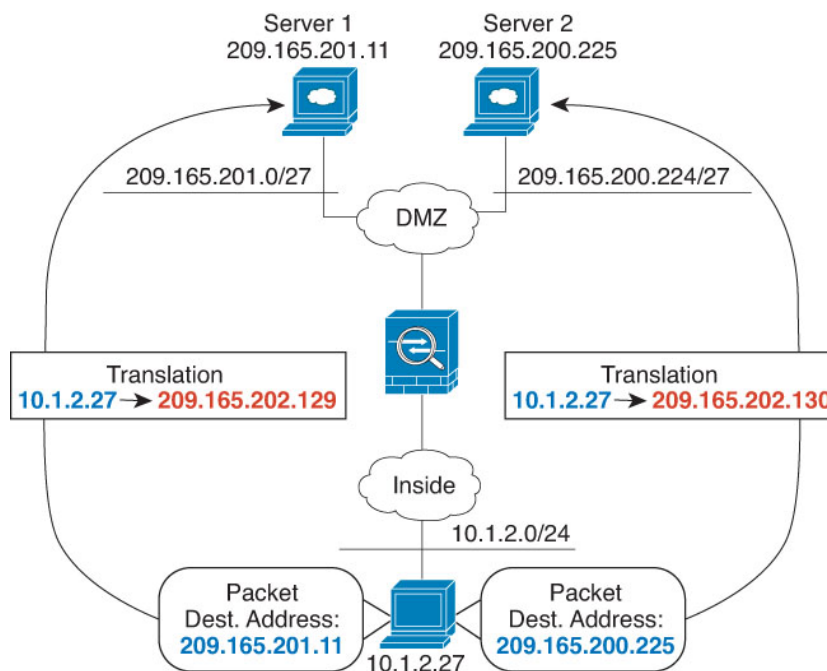 Server 1
209.165.201.11
Server 2
209.165.200.225
209.165.201.0/27
209.165.200.224/27
DMZ
Translation
10.1.2.27 → 209.165.202.129
Translation
10.1.2.27 → 209.165.202.130
Inside
10.1.2.0/24
Packet
Dest. Address:
209.165.201.11
Packet
Dest. Address:
209.165.200.225
10.1.2.27